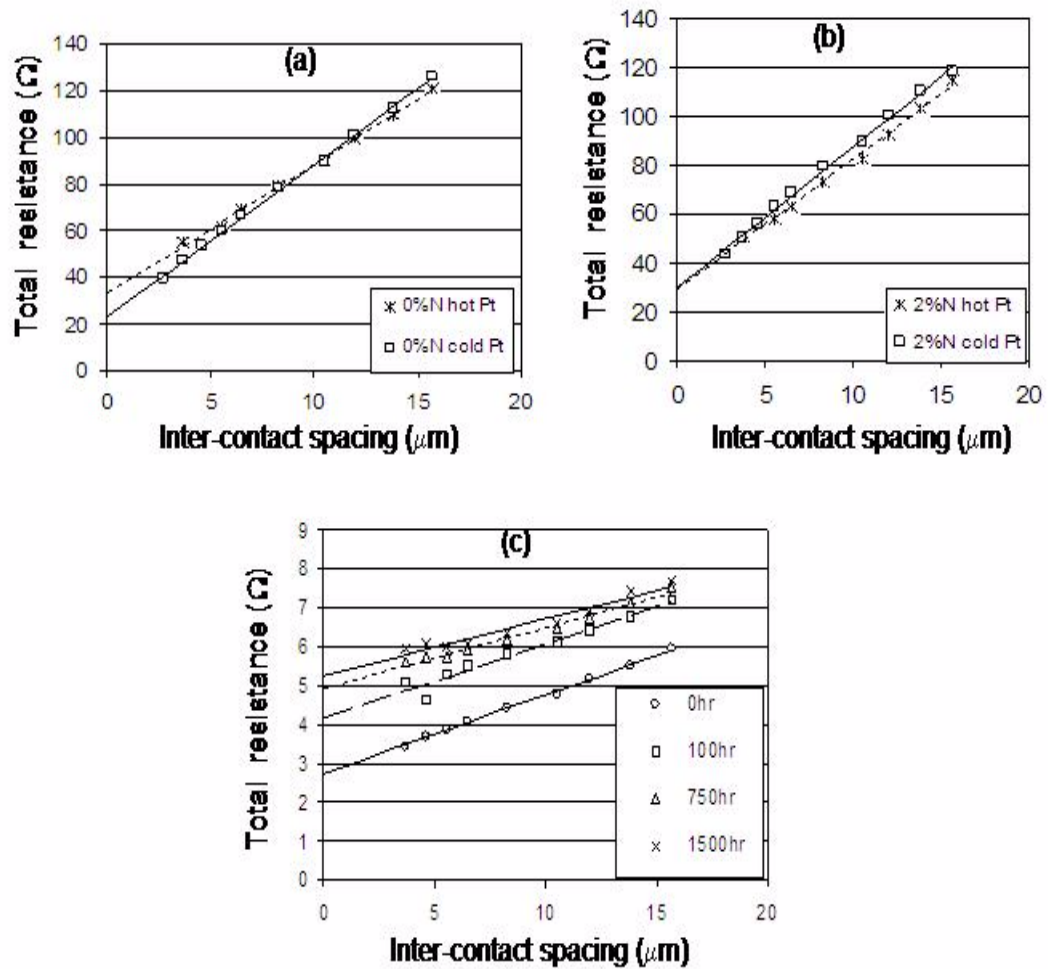 (a)
Total resistance (Ω)
140
120
100
80
60
40
20
0
0%N hot Pt
0%N cold Pt
0 5 10 15 20
Inter-contact spacing (μm)
(b)
Total resistance (Ω)
140
120
100
80
60
40
20
0
2%N hot Pt
2%N cold Pt
0 5 10 15 20
Inter-contact spacing (μm)
(c)
Total resistance (Ω)
9
8
7
6
5
4
3
2
1
0
0hr
100hr
750hr
1500hr
0 5 10 15 20
Inter-contact spacing (μm)